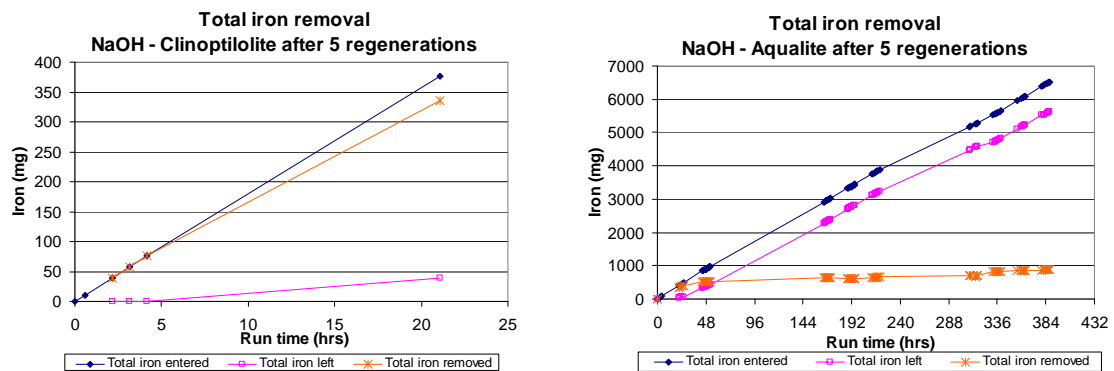 Total iron removal
NaOH - Clinoptilolite after 5 regenerations
400
350
300
250
200
150
100
50
0
Iron (mg)
0 5 10 15 20 25
Run time (hrs)
Total iron entered Total iron left Total iron removed
Total iron removal
NaOH - Aqualite after 5 regenerations
7000
6000
5000
4000
3000
2000
1000
0
Iron (mg)
0 48 96 144 192 240 288 336 384 432
Run time (hrs)
Total iron entered Total iron left Total iron removed